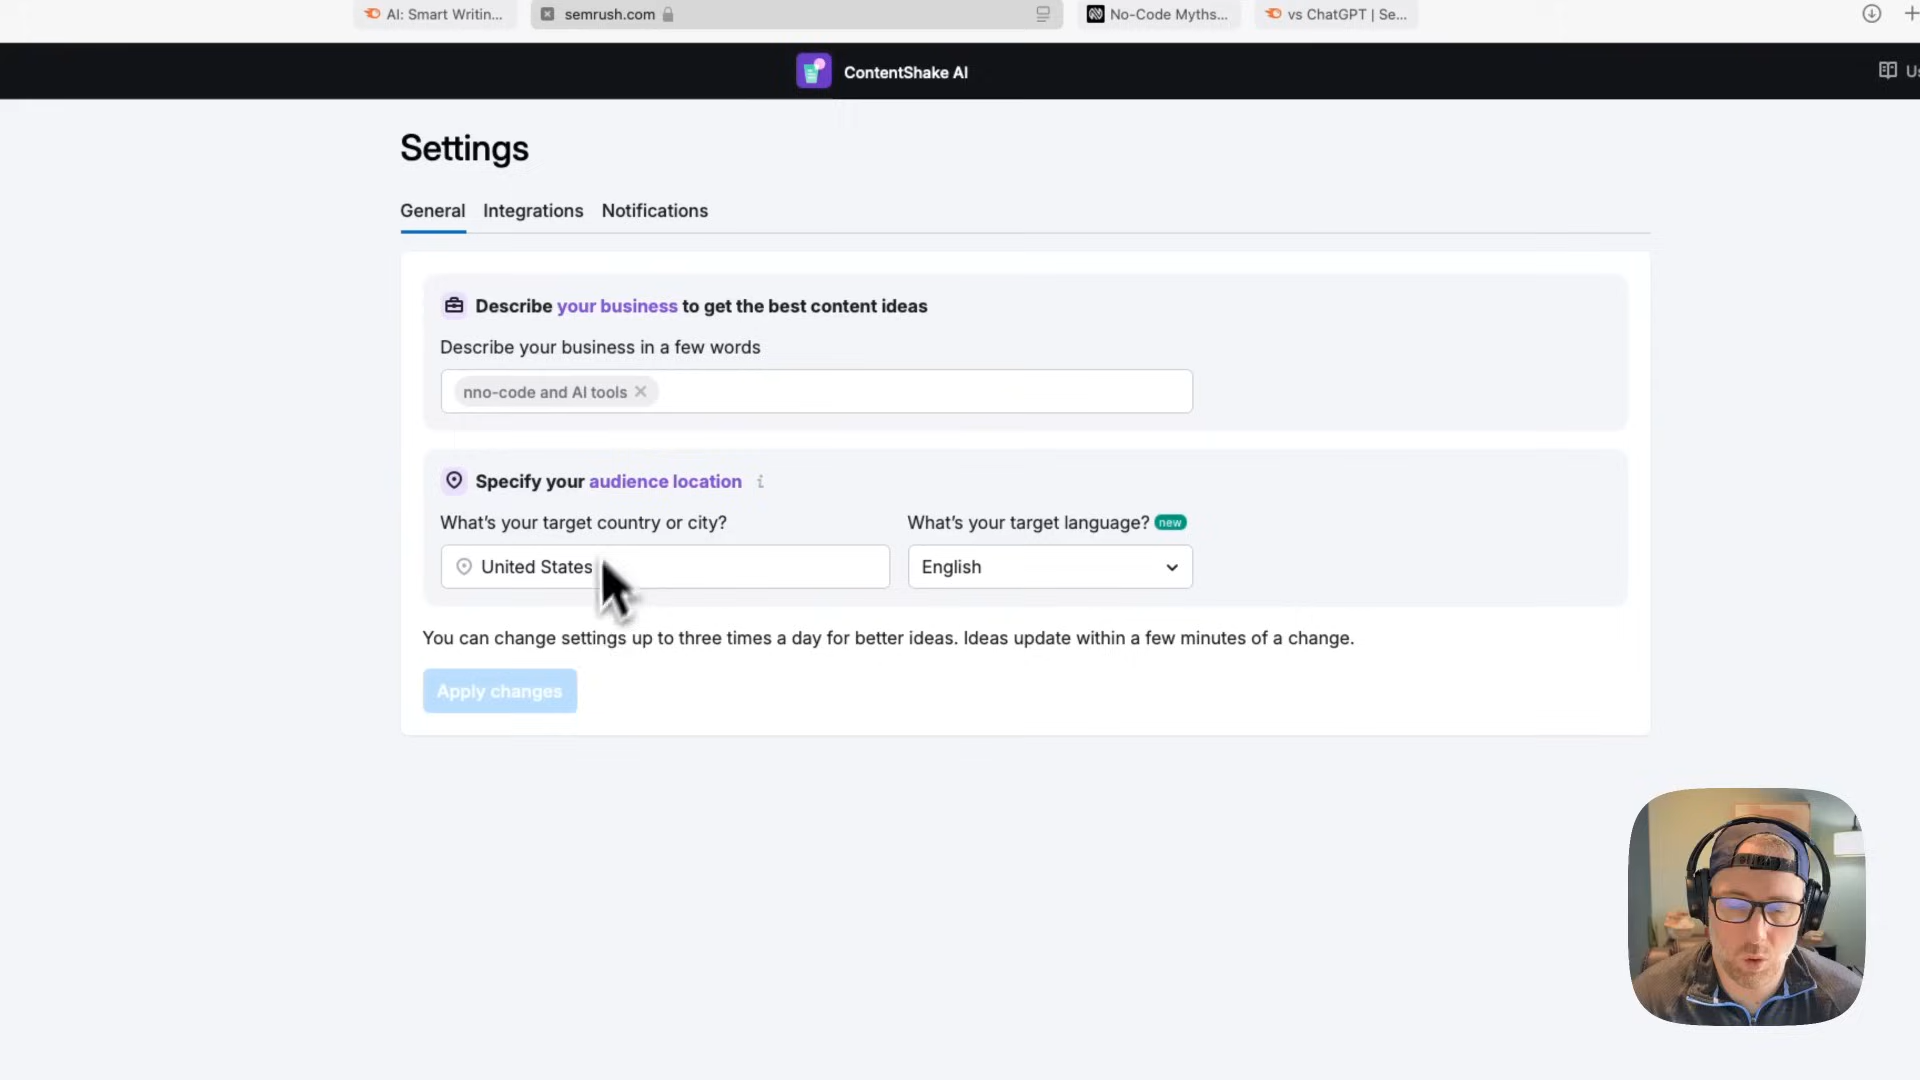 AI: Smart Writin...
semrush.com
No-Code Myths...
vs ChatGPT | Se...
ContentShake AI
Settings
General
Integrations
Notifications
Describe your business to get the best content ideas
Describe your business in a few words
nno-code and AI tools
Specify your audience location
What's your target country or city?
What's your target language? new
United States
English
You can change settings up to three times a day for better ideas. Ideas update within a few minutes of a change.
Apply changes